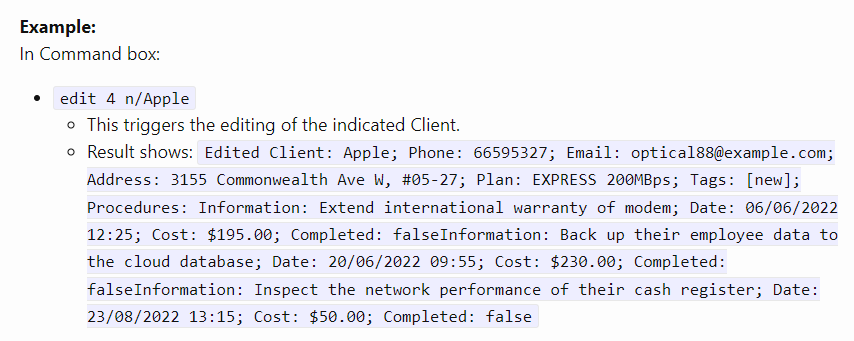 Example:
In Command box:
• edit 4 n/Apple
◦ This triggers the editing of the indicated Client.
◦ Result shows: Edited Client: Apple; Phone: 66595327; Email: optical88@example.com;
Address: 3155 Commonwealth Ave W, #05-27; Plan: EXPRESS 200MBps; Tags: [new];
Procedures: Information: Extend international warranty of modem; Date: 06/06/2022
12:25; Cost: $195.00; Completed: falseInformation: Back up their employee data to
the cloud database; Date: 20/06/2022 09:55; Cost: $230.00; Completed:
falseInformation: Inspect the network performance of their cash register; Date:
23/08/2022 13:15; Cost: $50.00; Completed: false